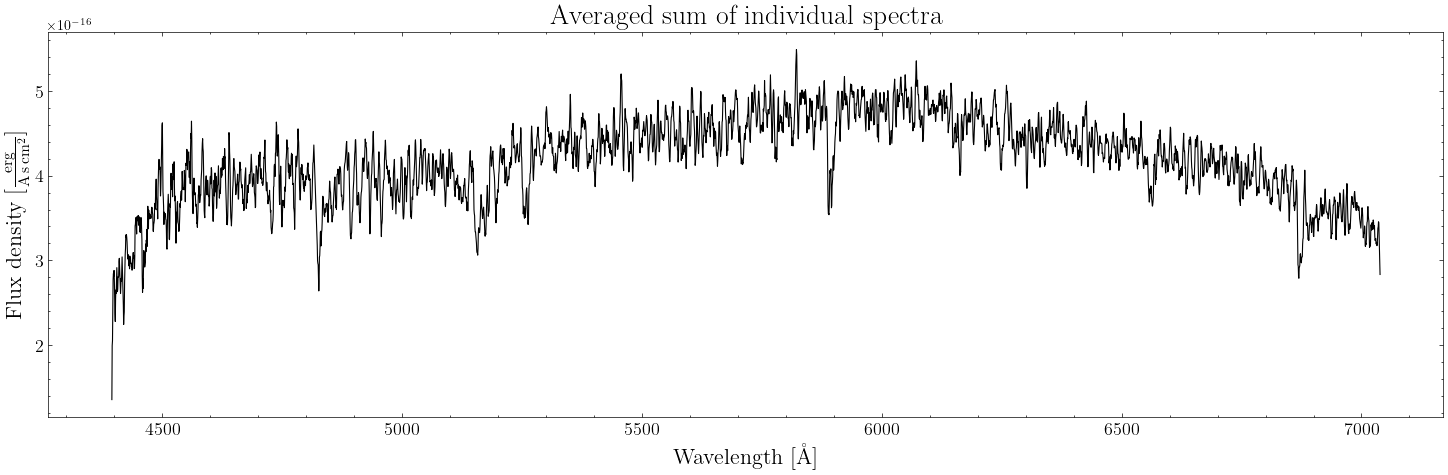 Averaged sum of individual spectra
×10⁻¹⁶
5
4
3
2
Flux density [erg / Å s cm²]
4500 5000 5500 6000 6500 7000
Wavelength [Å]